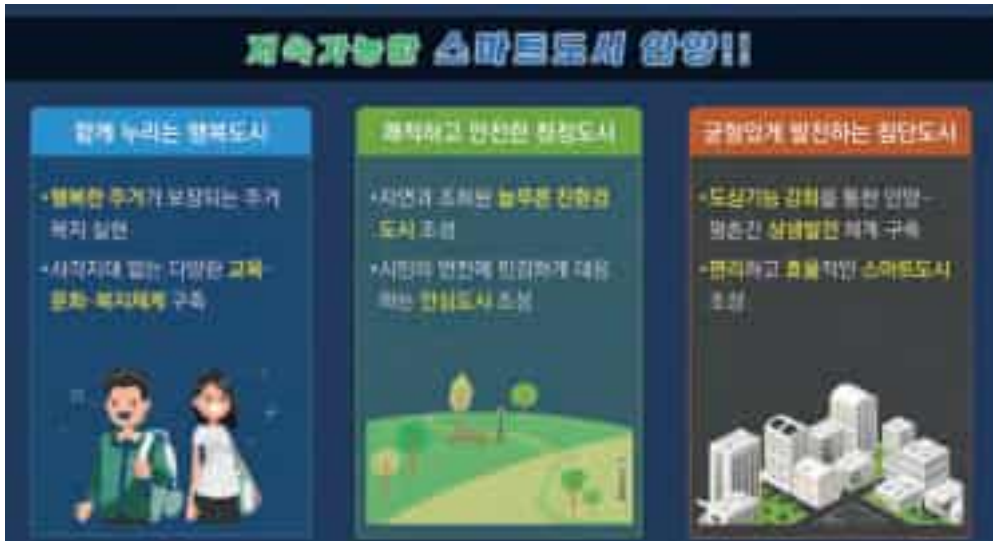 지속가능한 스마트도시 안양!!
함께 누리는 행복도시
•행복한 주거가 보장되는 주거
복지 실현
•사각지대 없는 다양한 교육·
문화·복지체계 구축
쾌적하고 안전한 청정도시
•자연과 조화된 늘푸른 친환경
도시 조성
•시민의 안전에 민감하게 대응
하는 안심도시 조성
균형있게 발전하는 첨단도시
•도심기능 강화를 통한 안양-
평촌간 상생발전 체계 구축
•편리하고 효율적인 스마트도시
조성